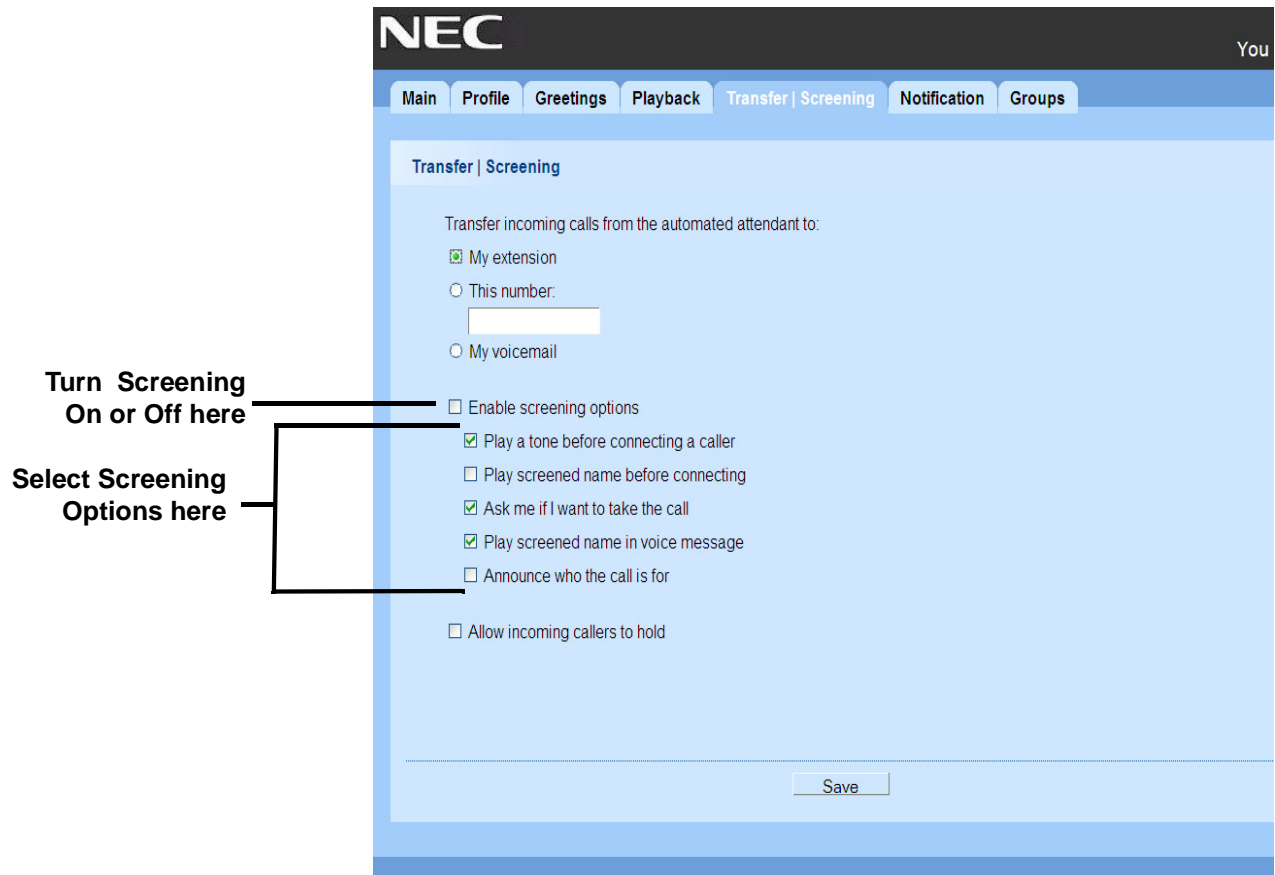 NEC
You
Main Profile Greetings Playback Transfer | Screening Notification Groups
Transfer | Screening
Transfer incoming calls from the automated attendant to:
My extension
This number:
My voicemail
Turn Screening
On or Off here
Enable screening options
Play a tone before connecting a caller
Select Screening
Options here
Play screened name before connecting
Ask me if I want to take the call
Play screened name in voice message
Announce who the call is for
Allow incoming callers to hold
Save